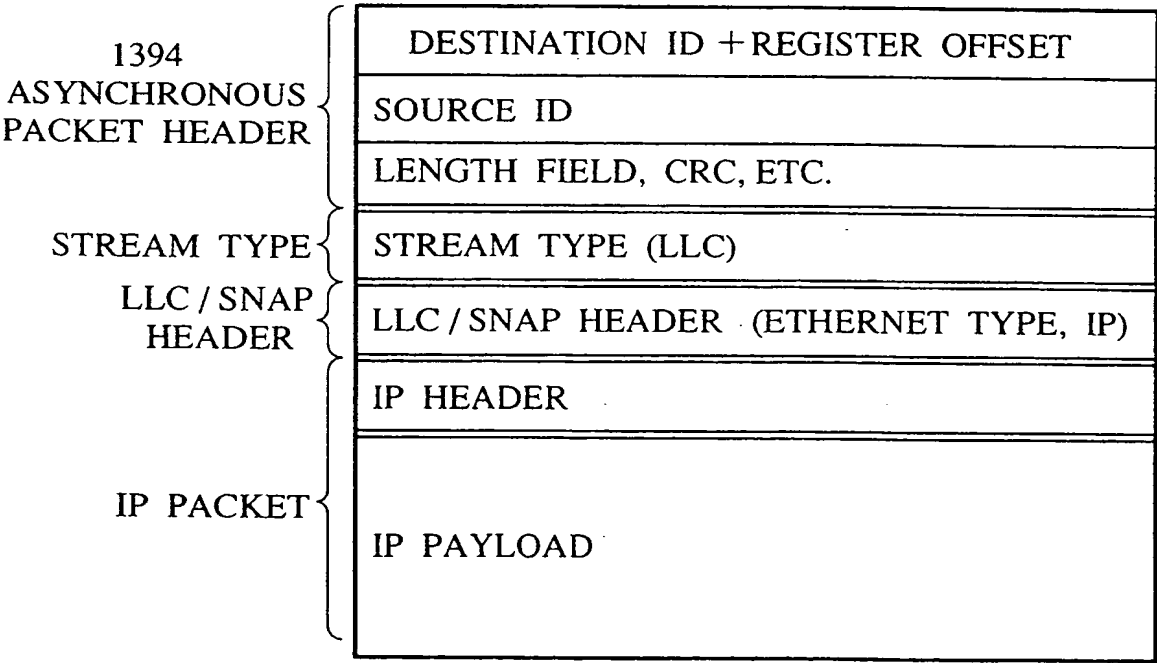 1394
ASYNCHRONOUS
PACKET HEADER
DESTINATION ID + REGISTER OFFSET
SOURCE ID
LENGTH FIELD, CRC, ETC.
STREAM TYPE
STREAM TYPE (LLC)
LLC / SNAP
HEADER
LLC / SNAP HEADER (ETHERNET TYPE, IP)
IP HEADER
IP PACKET
IP PAYLOAD